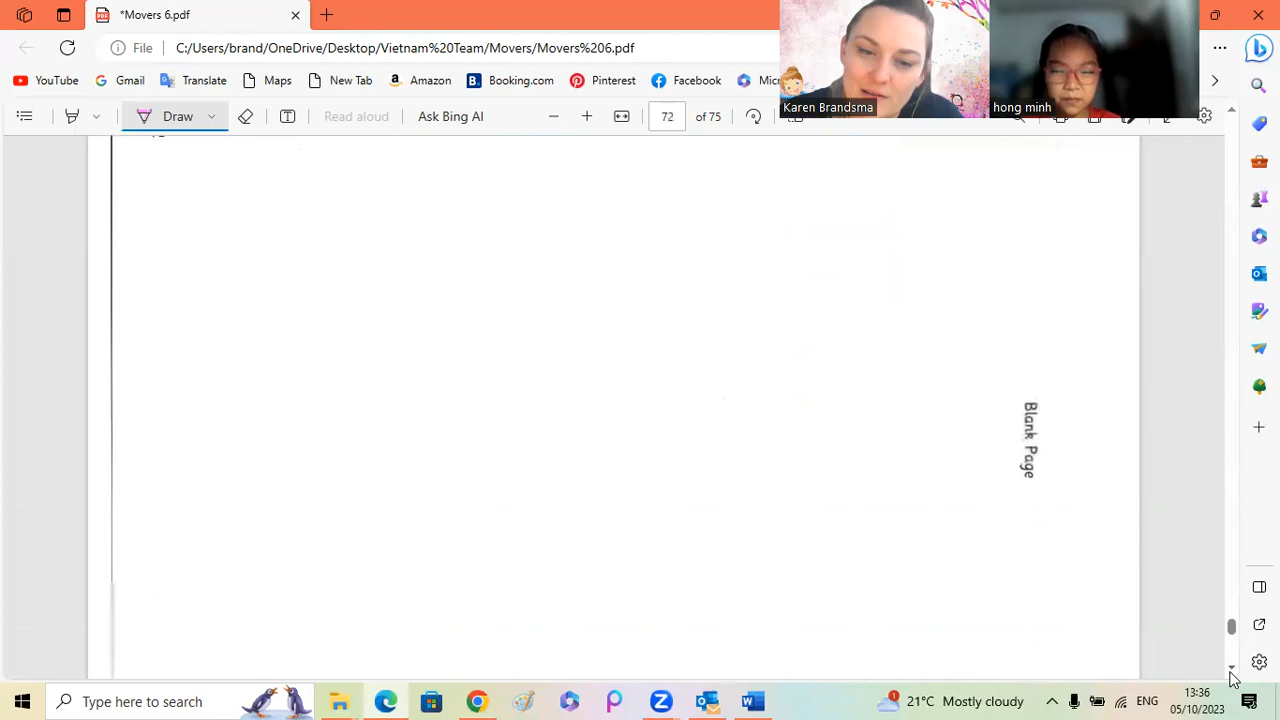 *Movers 6.pdf
File C:/Users/brand/OneDrive/Desktop/Vietnam%20Team/Movers/Movers%206.pdf
YouTube Gmail Translate Maps New Tab Amazon Booking.com Pinterest Facebook
Draw Read aloud Ask Bing AI 72 of 75
Karen Brandsma
hong minh
Blank Page
Type here to search
1 21°C Mostly cloudy ENG 13:36
05/10/2023